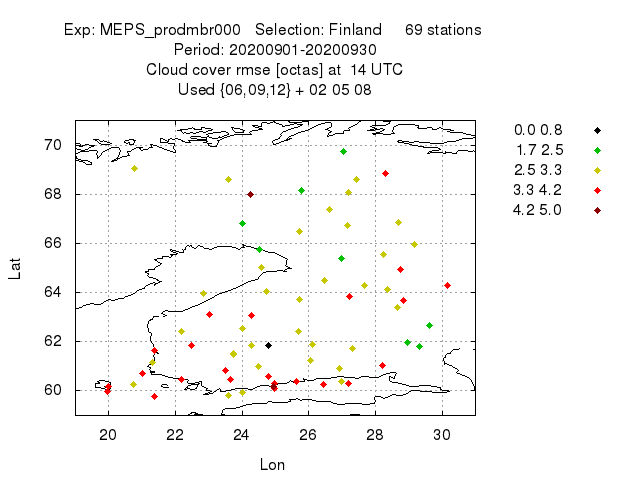 Exp: MEPS_prodmbr000 Selection: Finland 69 stations
Period: 20200901-20200930
Cloud cover rmse [octas] at 14 UTC
Used {06,09,12} + 02 05 08
70
68
66
64
62
60
Lat
20 22 24 26 28 30
Lon
0.0 0.8
1.7 2.5
2.5 3.3
3.3 4.2
4.2 5.0